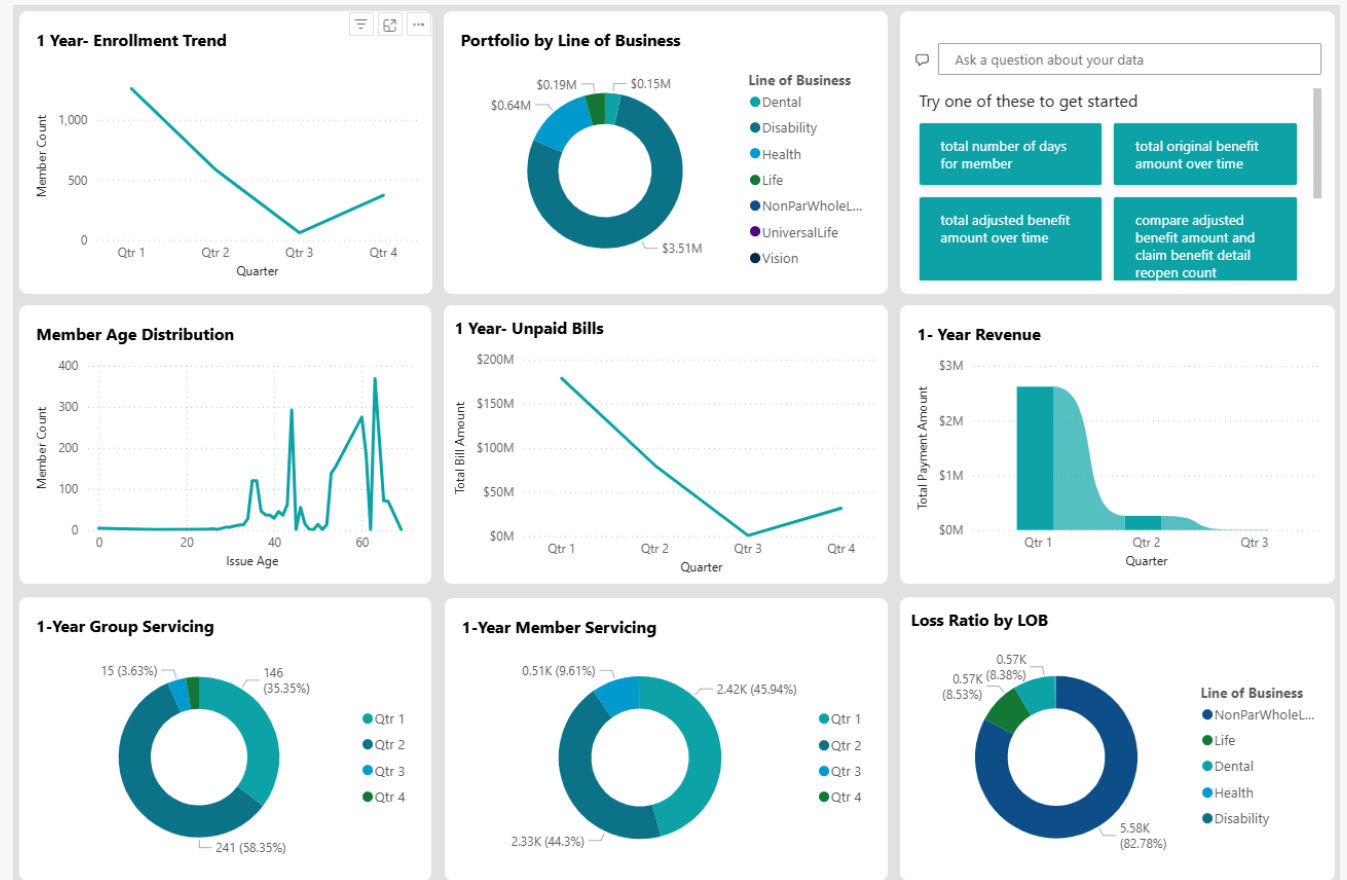 1 Year- Enrollment Trend
Member Count
1,000
500
0
Qtr 1 Qtr 2 Qtr 3 Qtr 4
Quarter
Portfolio by Line of Business
$0.19M $0.15M
$0.64M
$3.51M
Line of Business
Dental
Disability
Health
Life
NonParWholeL...
UniversalLife
Vision
Ask a question about your data
Try one of these to get started
total number of days
for member
total original benefit
amount over time
total adjusted benefit
amount over time
compare adjusted
benefit amount and
claim benefit detail
reopen count
Member Age Distribution
Member Count
400
300
200
100
0
0 20 40 60
Issue Age
1 Year- Unpaid Bills
Total Bill Amount
$200M
$150M
$100M
$50M
$0M
Qtr 1 Qtr 2 Qtr 3 Qtr 4
Quarter
1- Year Revenue
Total Payment Amount
$3M
$2M
$1M
$0M
Qtr 1 Qtr 2 Qtr 3
Quarter
1-Year Group Servicing
15 (3.63%)
146
(35.35%)
241 (58.35%)
Qtr 1
Qtr 2
Qtr 3
Qtr 4
1-Year Member Servicing
0.51K (9.61%)
2.42K (45.94%)
2.33K (44.3%)
Qtr 1
Qtr 2
Qtr 3
Qtr 4
Loss Ratio by LOB
0.57K
(8.38%)
0.57K
(8.53%)
5.58K
(82.78%)
Line of Business
NonParWholeL...
Life
Dental
Health
Disability